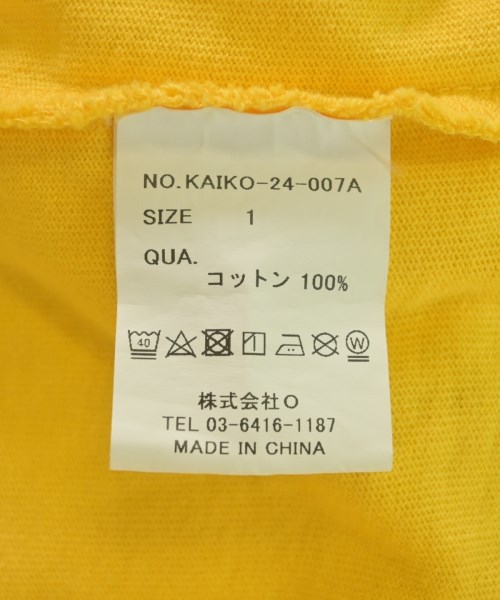 NO.KAIKO-24-007A
SIZE 1
QUA.
コットン 100%
40 W
株式会社O
TEL 03-6416-1187
MADE IN CHINA